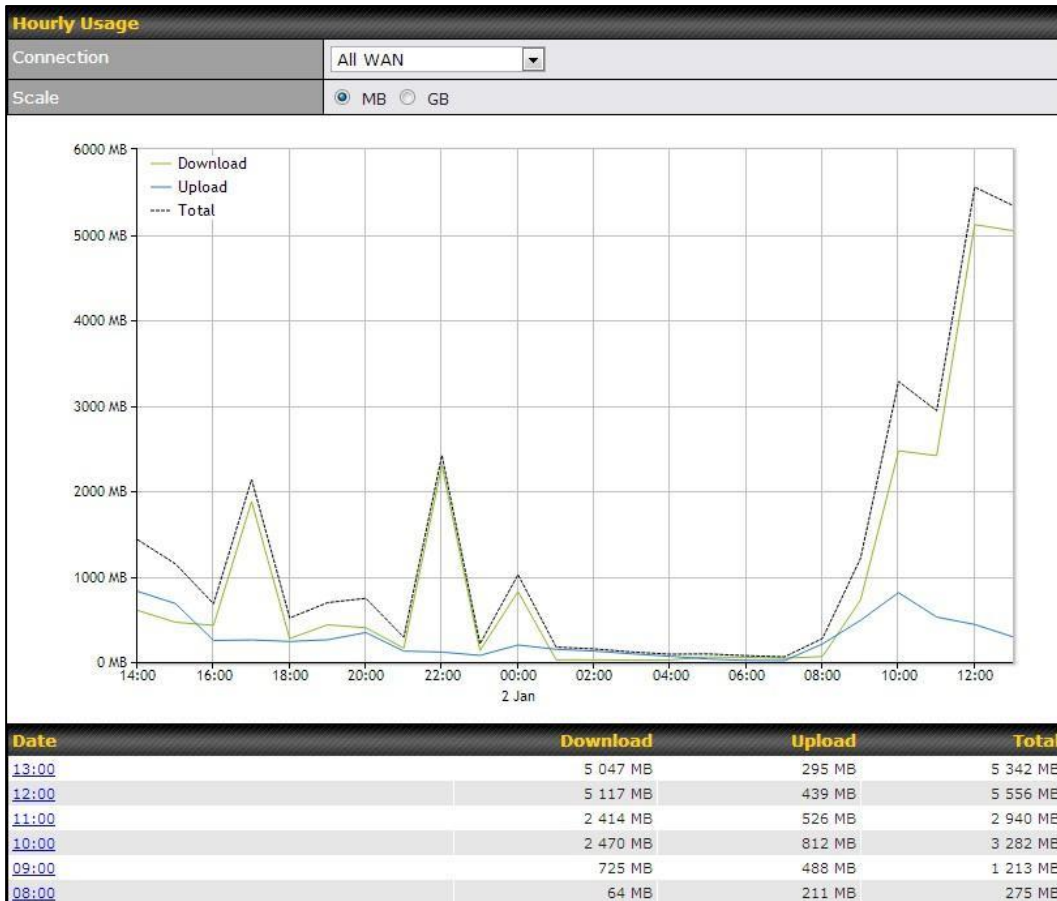 Hourly Usage
Connection All WAN
Scale MB GB
6000 MB
Download
Upload
Total
5000 MB
4000 MB
3000 MB
2000 MB
1000 MB
0 MB
14:00 16:00 18:00 20:00 22:00 00:00 02:00 04:00 06:00 08:00 10:00 12:00
2 Jan
Date Download Upload Total
13:00 5 047 MB 295 MB 5 342 MB
12:00 5 117 MB 439 MB 5 556 MB
11:00 2 414 MB 526 MB 2 940 MB
10:00 2 470 MB 812 MB 3 282 MB
09:00 725 MB 488 MB 1 213 MB
08:00 64 MB 211 MB 275 MB